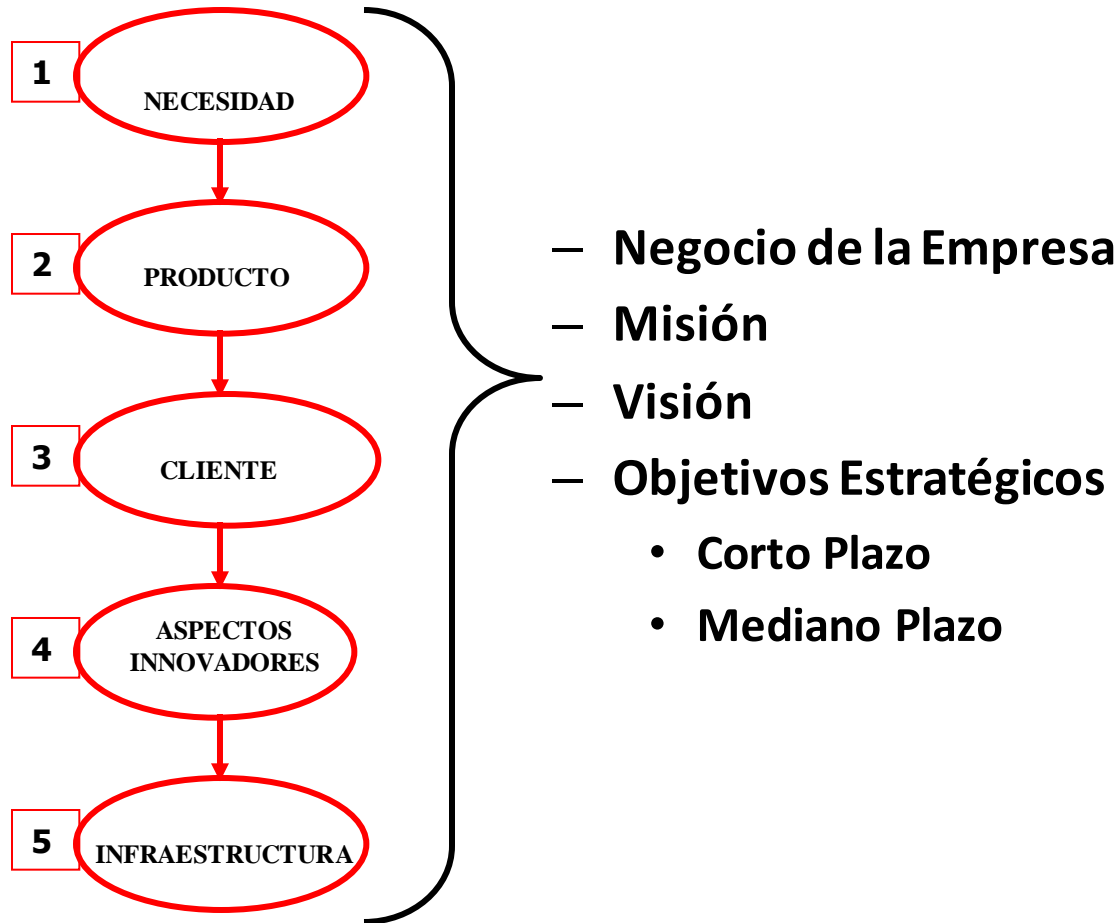 1
NECESIDAD
2
PRODUCTO
3
CLIENTE
4
ASPECTOS
INNOVADORES
5
INFRAESTRUCTURA
– Negocio de la Empresa
– Misión
– Visión
– Objetivos Estratégicos
• Corto Plazo
• Mediano Plazo